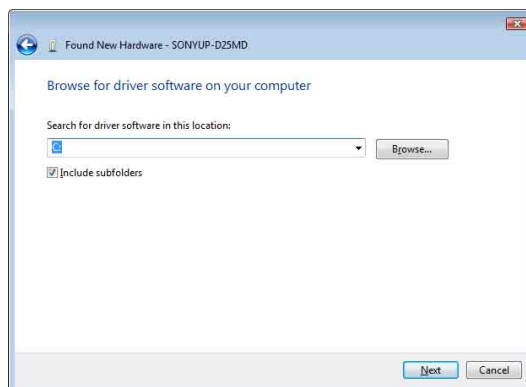 Found New Hardware - SONYUP-D25MD
Browse for driver software on your computer
Search for driver software in this location:
C:
Browse...
Include subfolders
Next
Cancel